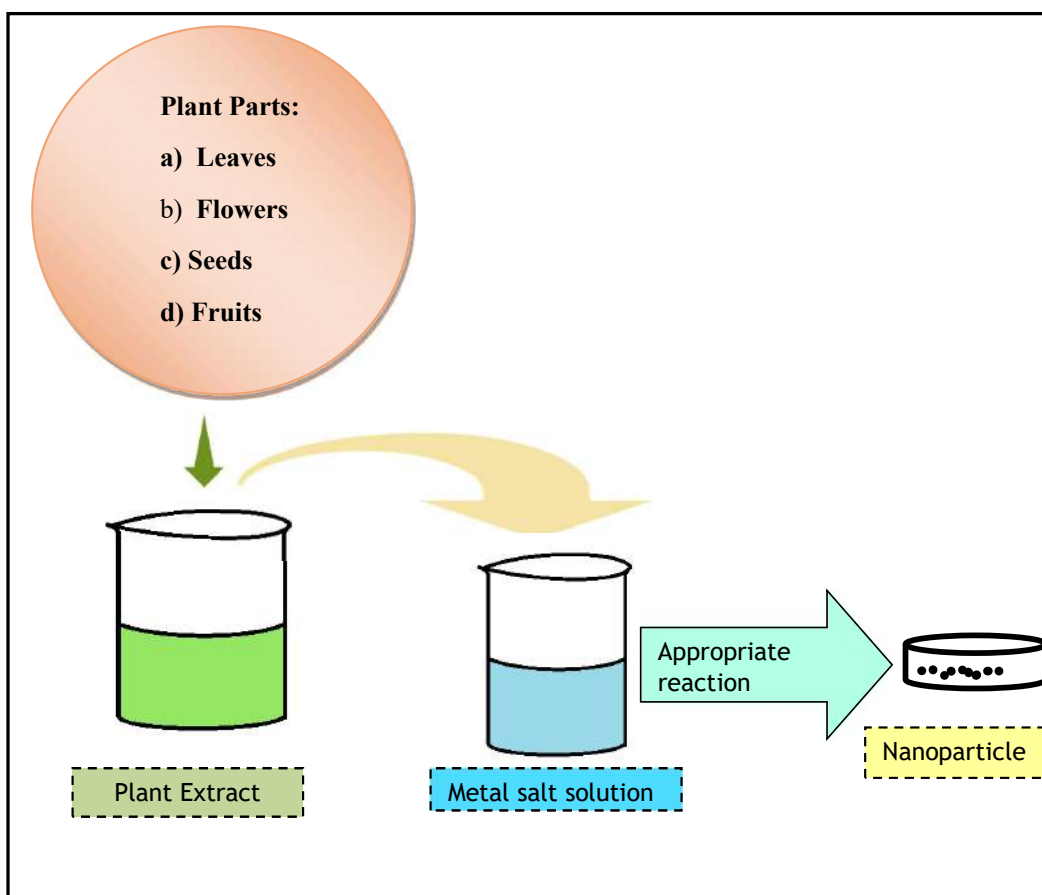 Plant Parts:
a) Leaves
b) Flowers
c) Seeds
d) Fruits
Appropriate
reaction
Nanoparticle
Plant Extract
Metal salt solution